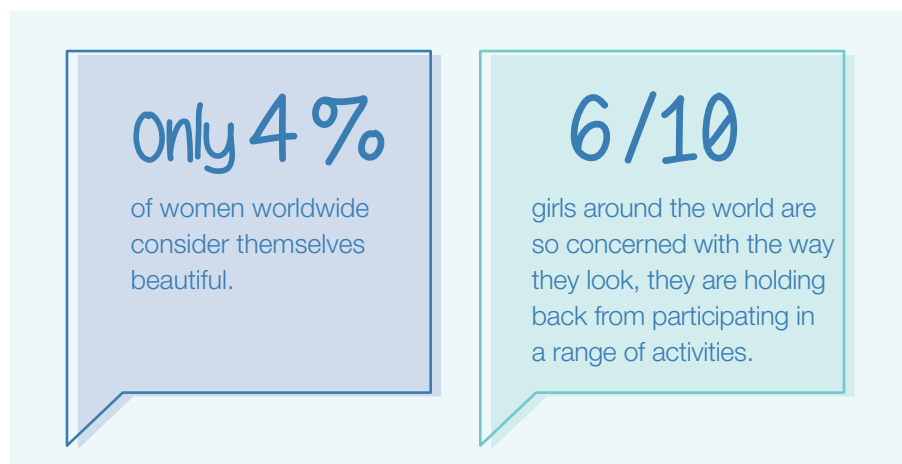 Only 4%
of women worldwide
consider themselves
beautiful.
6/10
girls around the world are
so concerned with the way
they look, they are holding
back from participating in
a range of activities.